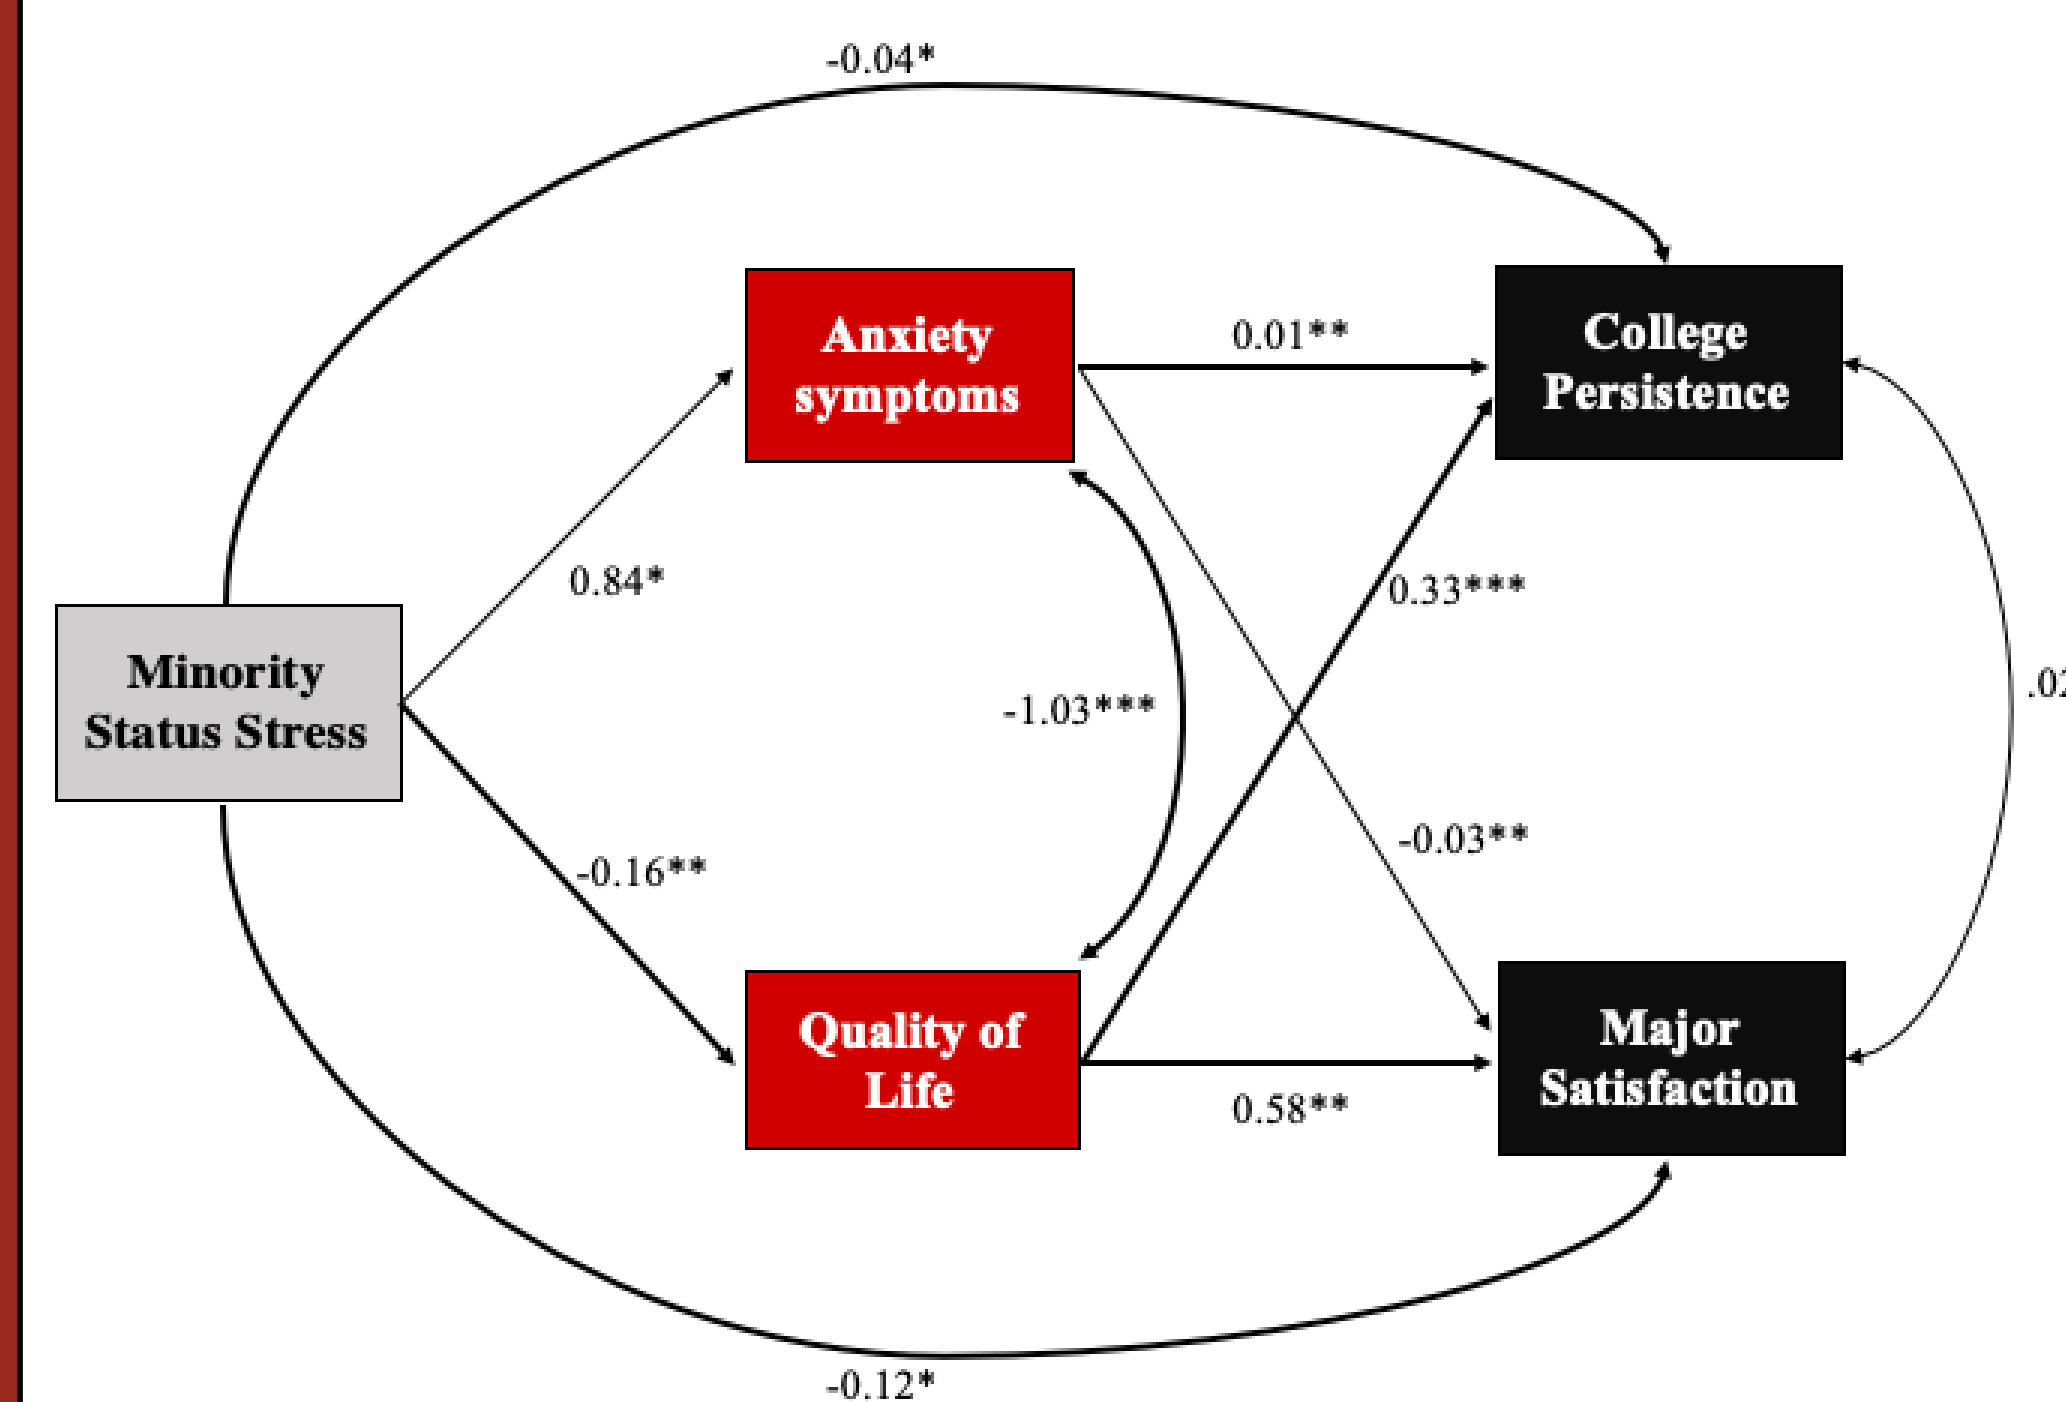 -0.04*
Anxiety
symptoms
0.01**
College
Persistence
0.84*
0.33***
Minority
Status Stress
-1.03***
-0.03**
-0.16**
Quality of
Life
0.58**
Major
Satisfaction
-0.12*